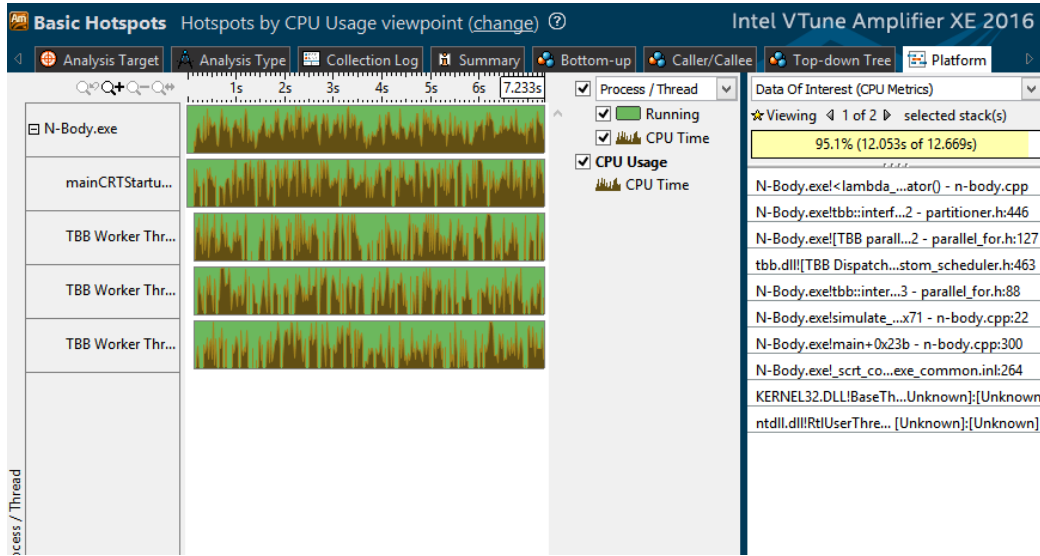 Basic Hotspots Hotspots by CPU Usage viewpoint (change) ? Intel VTune Amplifier XE 2016
Analysis Target Analysis Type Collection Log Summary Bottom-up Caller/Callee Top-down Tree Platform
1s 2s 3s 4s 5s 6s 7.233s
N-Body.exe
mainCRTStartu...
TBB Worker Thr...
TBB Worker Thr...
TBB Worker Thr...
Process / Thread
Process / Thread
Running
CPU Time
CPU Usage
CPU Time
Data Of Interest (CPU Metrics)
Viewing 1 of 2 selected stack(s)
95.1% (12.053s of 12.669s)
N-Body.exe!<lambda_...ator() - n-body.cpp
N-Body.exe!tbb::interf...2 - partitioner.h:446
N-Body.exe![TBB parall...2 - parallel_for.h:127
tbb.dll![TBB Dispatch...stom_scheduler.h:463
N-Body.exe!tbb::inter...3 - parallel_for.h:88
N-Body.exe!simulate_...x71 - n-body.cpp:22
N-Body.exe!main+0x23b - n-body.cpp:300
N-Body.exe!_scrt_co...exe_common.inl:264
KERNEL32.DLL!BaseTh...Unknown]:[Unknown
ntdll.dll!RtlUserThre... [Unknown]:[Unknown]